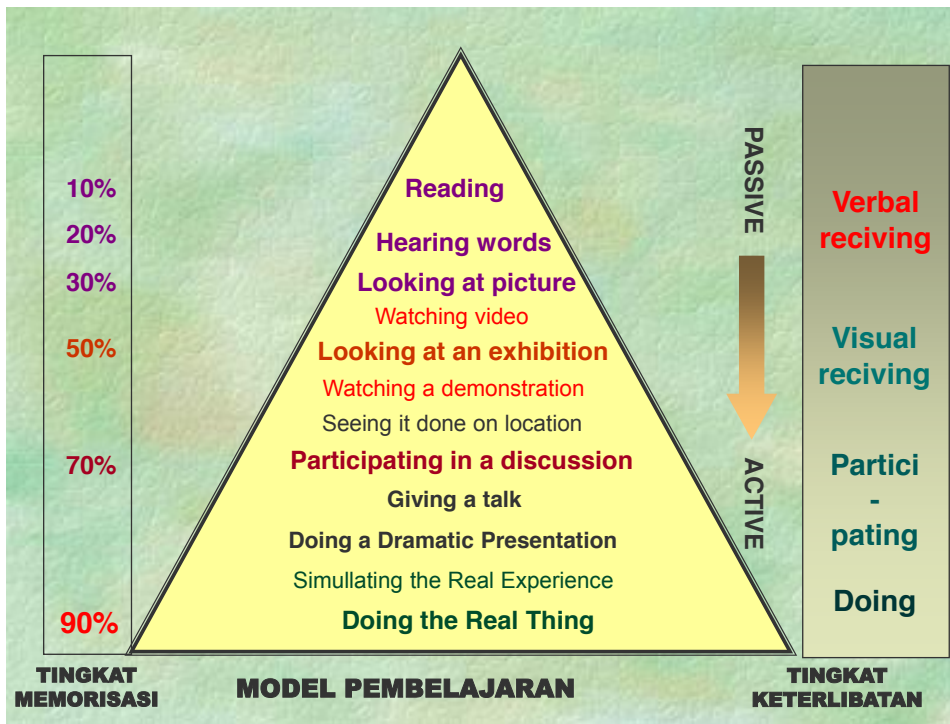 10%
20%
30%
50%
70%
90%
TINGKAT
MEMORISASI
Reading
Hearing words
Looking at picture
Watching video
Looking at an exhibition
Watching a demonstration
Seeing it done on location
Participating in a discussion
Giving a talk
Doing a Dramatic Presentation
Simullating the Real Experience
Doing the Real Thing
MODEL PEMBELAJARAN
PASSIVE
ACTIVE
Verbal
reciving
Visual
reciving
Partici
-
pating
Doing
TINGKAT
KETERLIBATAN